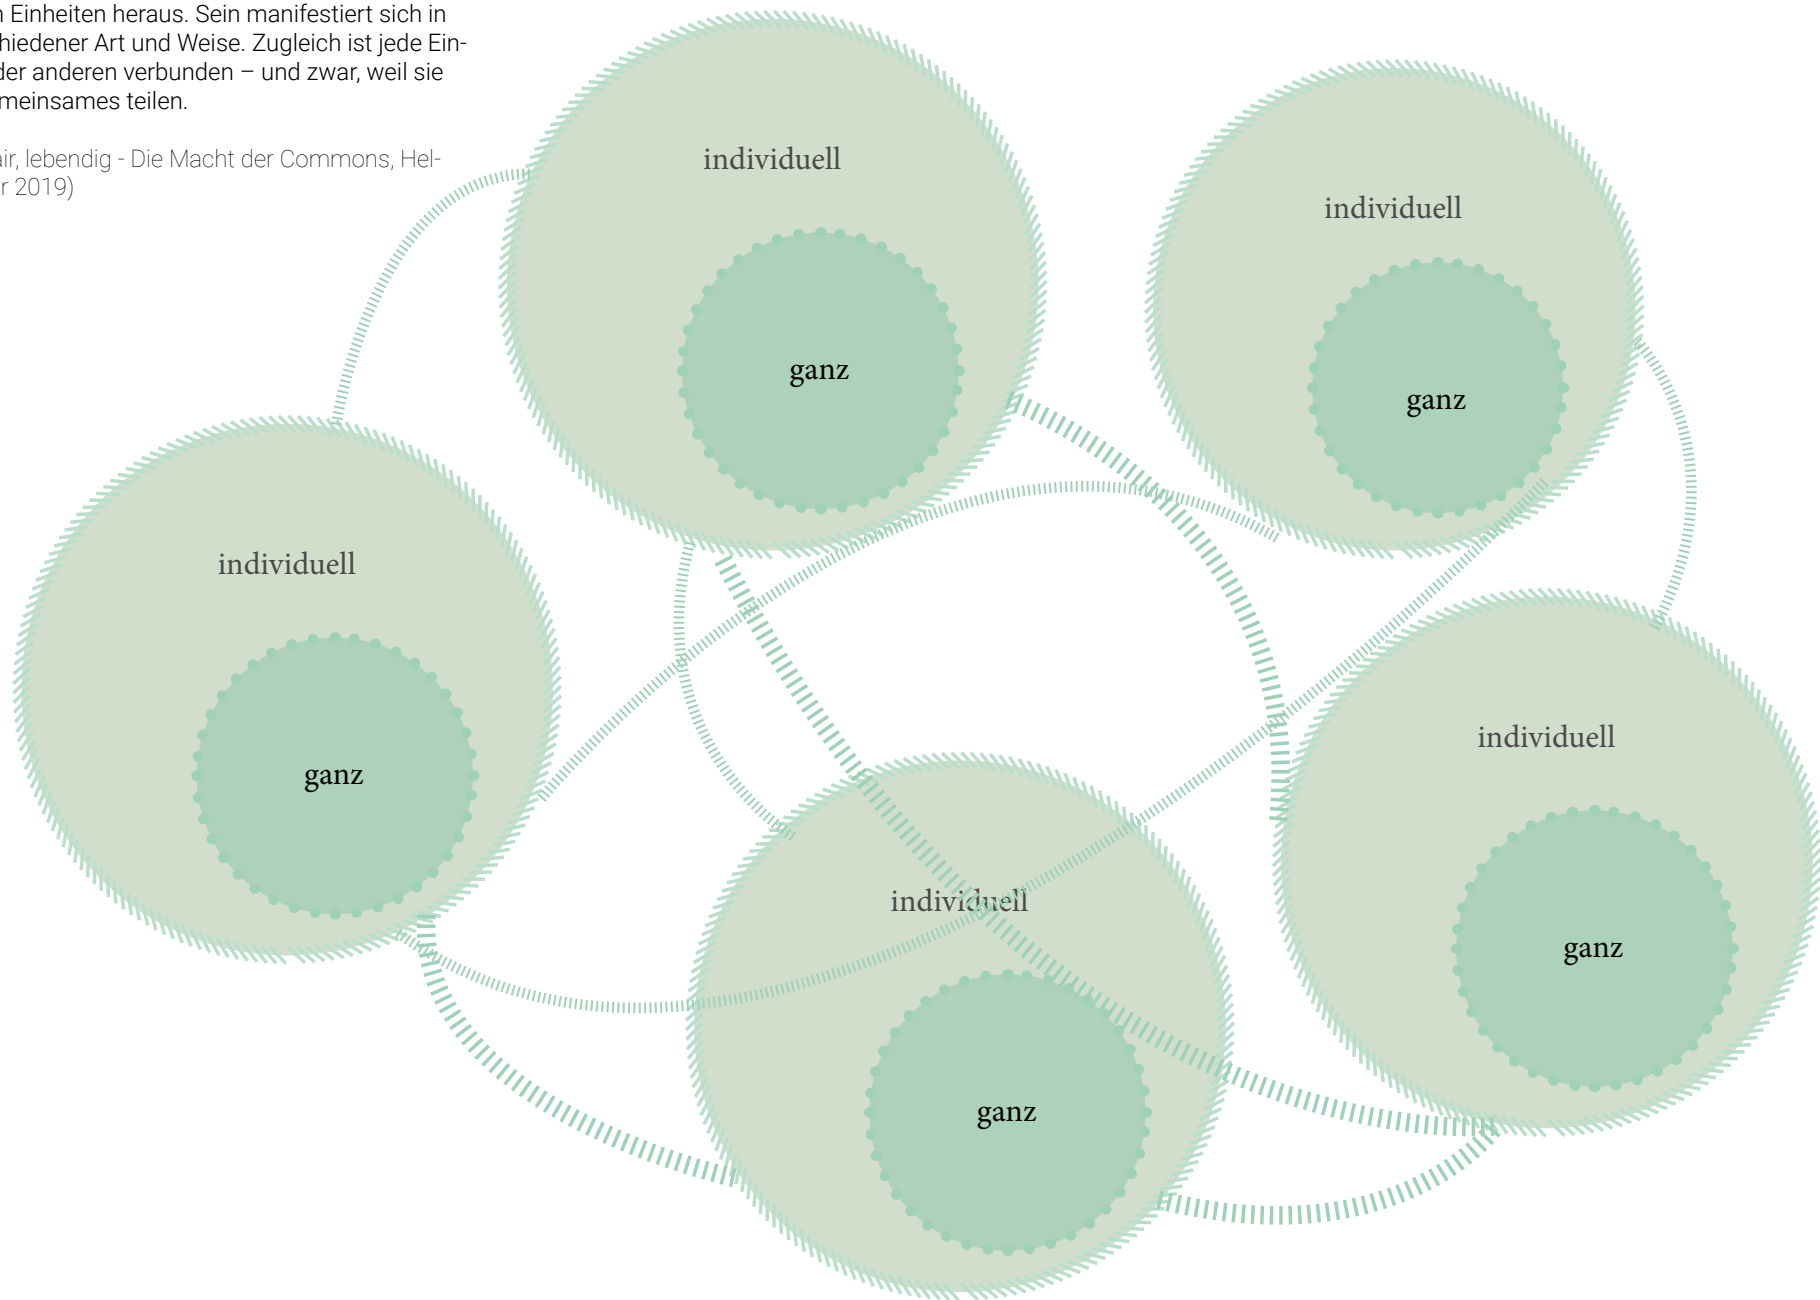 n Einheiten heraus. Sein manifestiert sich in
hiedener Art und Weise. Zugleich ist jede Ein-
der anderen verbunden – und zwar, weil sie
meinsames teilen.
air, lebendig - Die Macht der Commons, Hel-
r 2019)
individuell
individuell
ganz
ganz
individuell
individuell
ganz
individuell
ganz
ganz